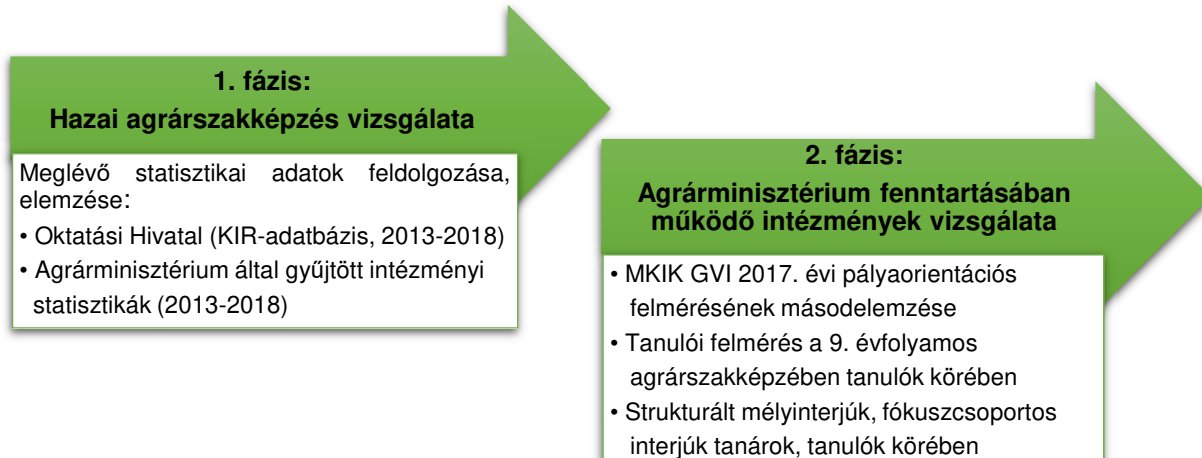 1. fázis:
Hazai agrárszakképzés vizsgálata
Meglévő statisztikai adatok feldolgozása,
elemzése:
• Oktatási Hivatal (KIR-adatbázis, 2013-2018)
• Agrárminisztérium által gyűjtött intézményi
statisztikák (2013-2018)
2. fázis:
Agrárminisztérium fenntartásában
működő intézmények vizsgálata
• MKIK GVI 2017. évi pályaorientációs
felmérésének másodelemzése
• Tanulói felmérés a 9. évfolyamos
agrárszakképzében tanulók körében
• Strukturált mélyinterjúk, fókuszcsoportos
interjúk tanárok, tanulók körében